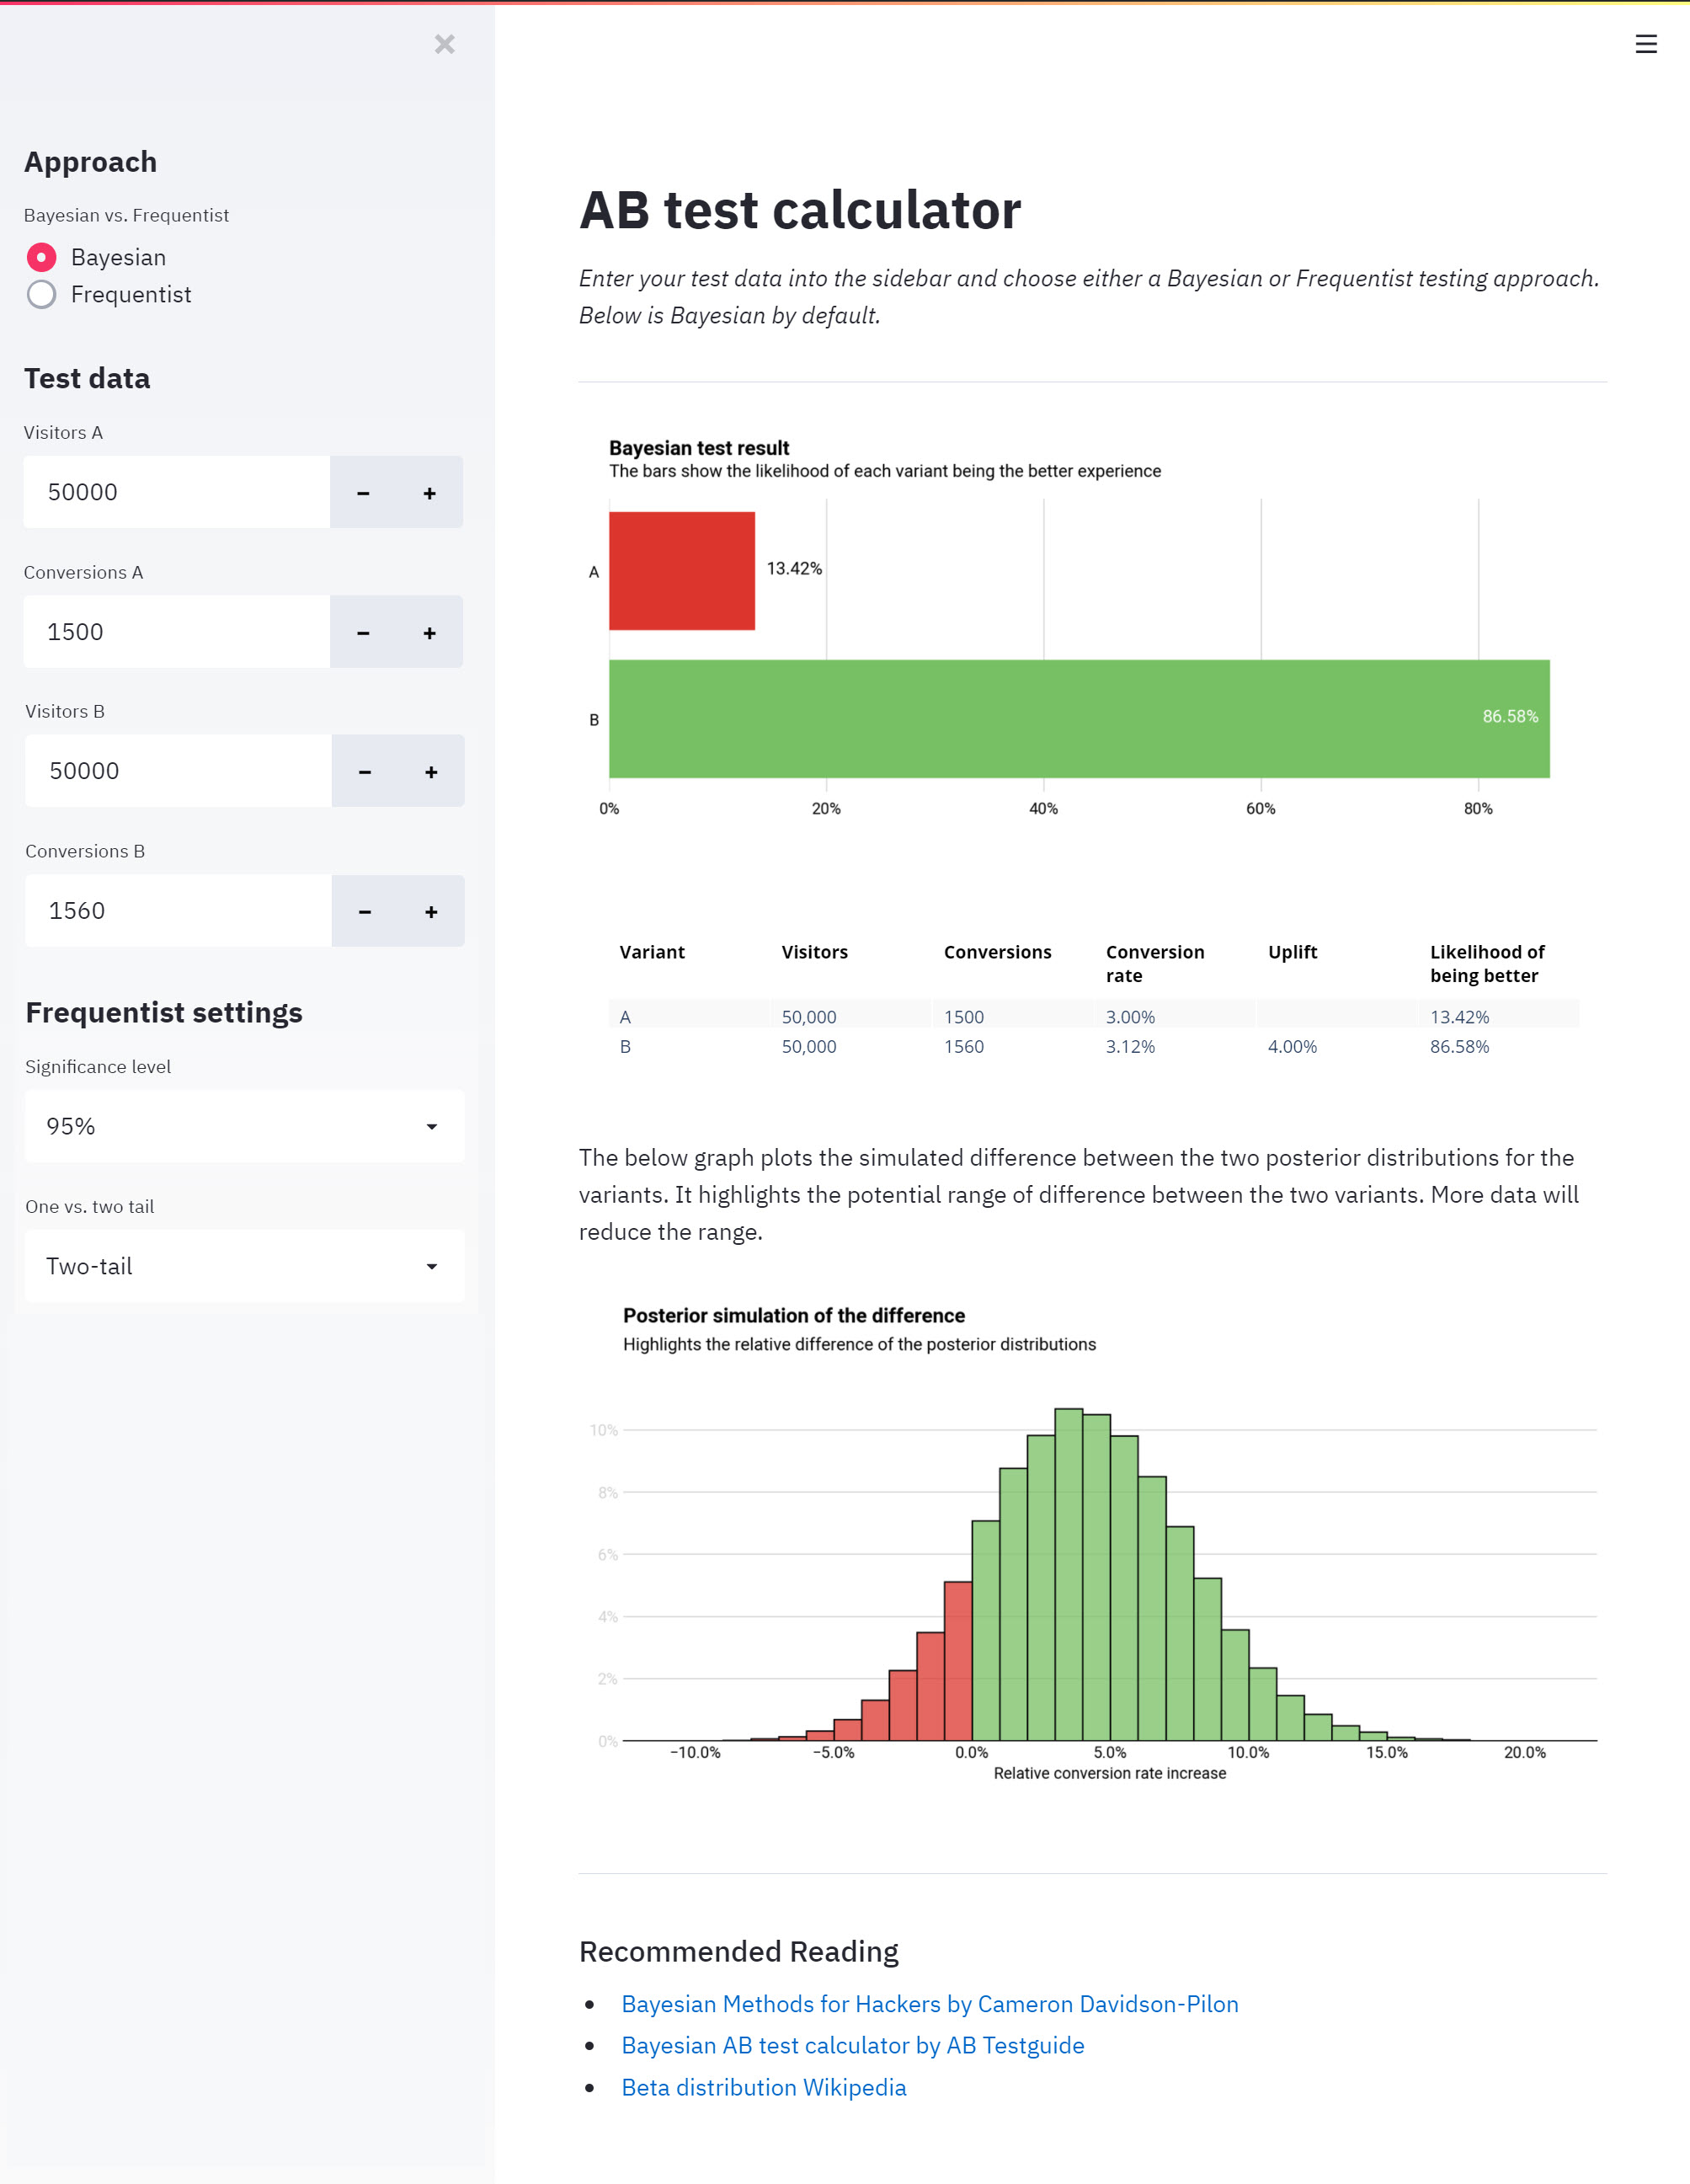 Approach
Bayesian vs. Frequentist
Bayesian
Frequentist
Test data
Visitors A
50000
Conversions A
1500
Visitors B
50000
Conversions B
1560
Frequentist settings
Significance level
95%
One vs. two tail
Two-tail
AB test calculator
Enter your test data into the sidebar and choose either a Bayesian or Frequentist testing approach.
Below is Bayesian by default.
Bayesian test result
The bars show the likelihood of each variant being the better experience
A
13.42%
B
86.58%
0% 20% 40% 60% 80%
Variant Visitors Conversions Conversion rate Uplift Likelihood of being better
A 50,000 1500 3.00% 13.42%
B 50,000 1560 3.12% 4.00% 86.58%
The below graph plots the simulated difference between the two posterior distributions for the
variants. It highlights the potential range of difference between the two variants. More data will
reduce the range.
Posterior simulation of the difference
Highlights the relative difference of the posterior distributions
10%
8%
6%
4%
2%
0%
−10.0% −5.0% 0.0% 5.0% 10.0% 15.0% 20.0%
Relative conversion rate increase
Recommended Reading
Bayesian Methods for Hackers by Cameron Davidson-Pilon
Bayesian AB test calculator by AB Testguide
Beta distribution Wikipedia